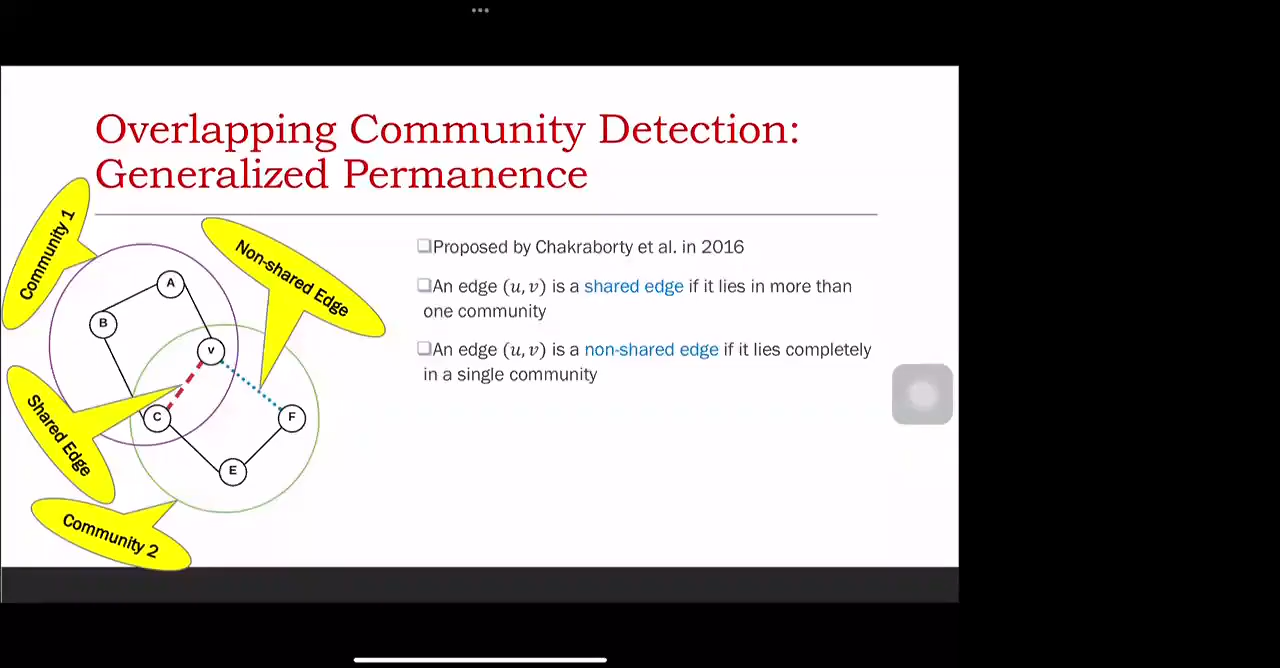 Overlapping Community Detection:
Generalized Permanence
Community 1
Non-shared Edge
Shared Edge
Community 2
A
B
V
C
F
E
❑Proposed by Chakraborty et al. in 2016
❑An edge (u, v) is a shared edge if it lies in more than
one community
❑An edge (u, v) is a non-shared edge if it lies completely
in a single community